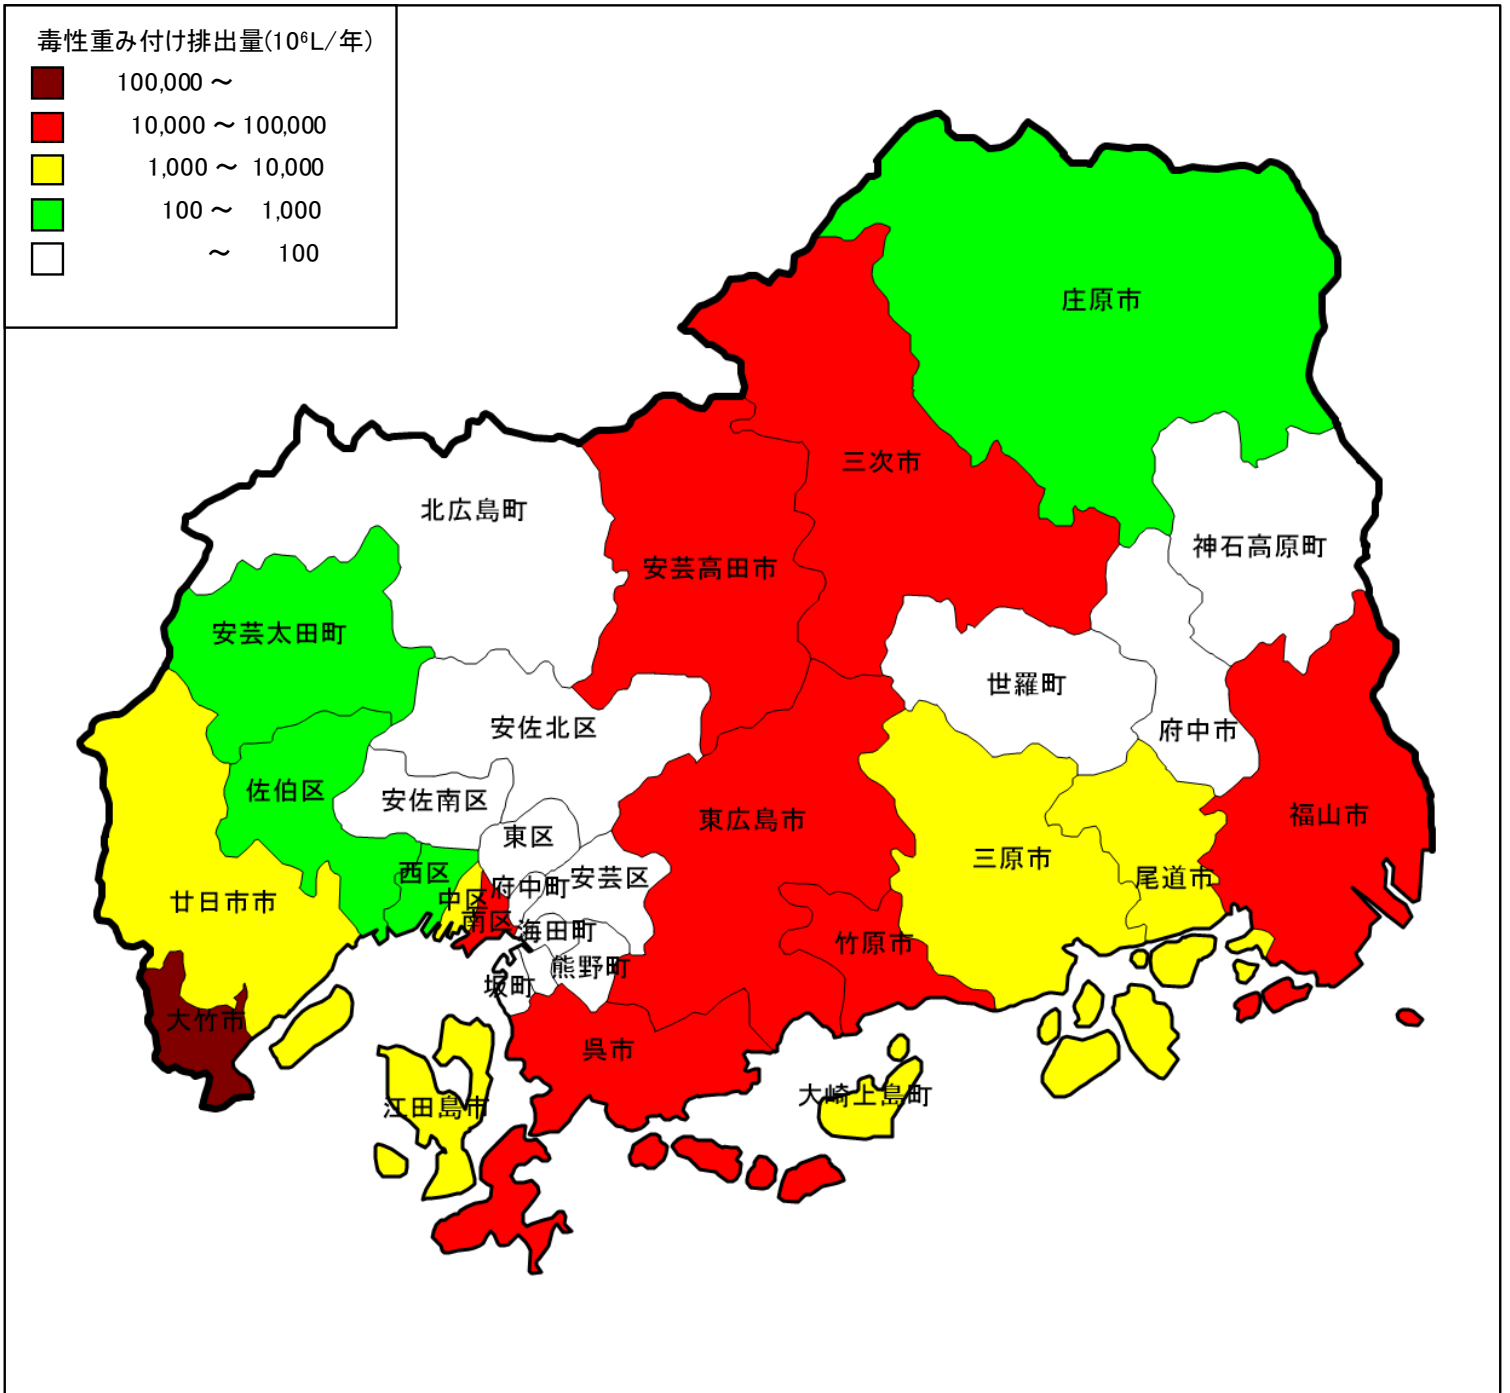 毒性重み付け排出量(10⁶L/年)
100,000 ～
10,000 ～ 100,000
1,000 ～ 10,000
100 ～ 1,000
～ 100
庄原市
三次市
北広島町
神石高原町
安芸高田市
安芸太田町
世羅町
安佐北区
府中市
佐伯区
安佐南区
福山市
東広島市
東区
三原市
西区
安芸区
尾道市
府中町
中区
廿日市市
南区
海田町
竹原市
熊野町
坂町
大竹市
呉市
大崎上島町
江田島市